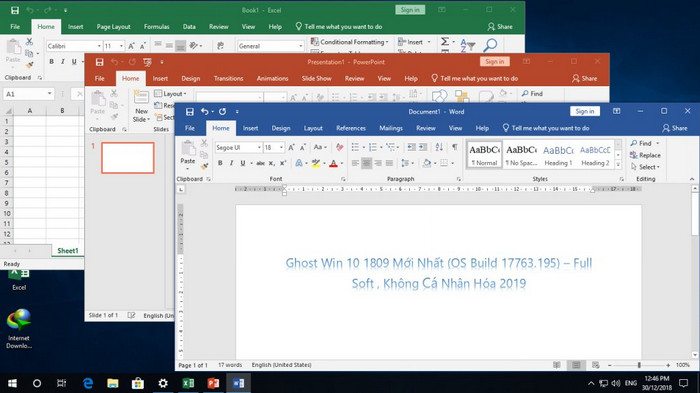 Book1 - Excel
Sign in
File Home Insert Page Layout Formulas Data Review View Help Tell me what you want to do Share
Paste
Calibri 11
General
Conditional Formatting
Insert
Clipboard
A1
A B
1
2
3
4
5
6
7
8
9
10
11
12
13
Sheet1
Ready
Presentation1 - PowerPoint
Sign in
File Home Insert Design Transitions Animations Slide Show Review View Help Tell me what you want to do Share
Paste
New
Slide
Layout
Reset
Clipboard
Slides
Find
1
Slide 1 of 1
Document1 - Word
Sign in
File Home Insert Design Layout References Mailings Review View Help Tell me what you want to do Share
Paste
Segoe UI 18
AaBbCc AaBbCc AaBbCc AaBbCcD
¶ Normal ¶ No Spac... Heading 1 Heading 2
Find
Replace
Select
Clipboard Font Paragraph Styles Editing
Ghost Win 10 1809 Mới Nhất (OS Build 17763.195) – Full
Soft , Không Cá Nhân Hóa 2019
Page 1 of 1 17 words English (United States)
100%
Excel
Internet
Downlo...
ENG
12:46 PM
30/12/2018